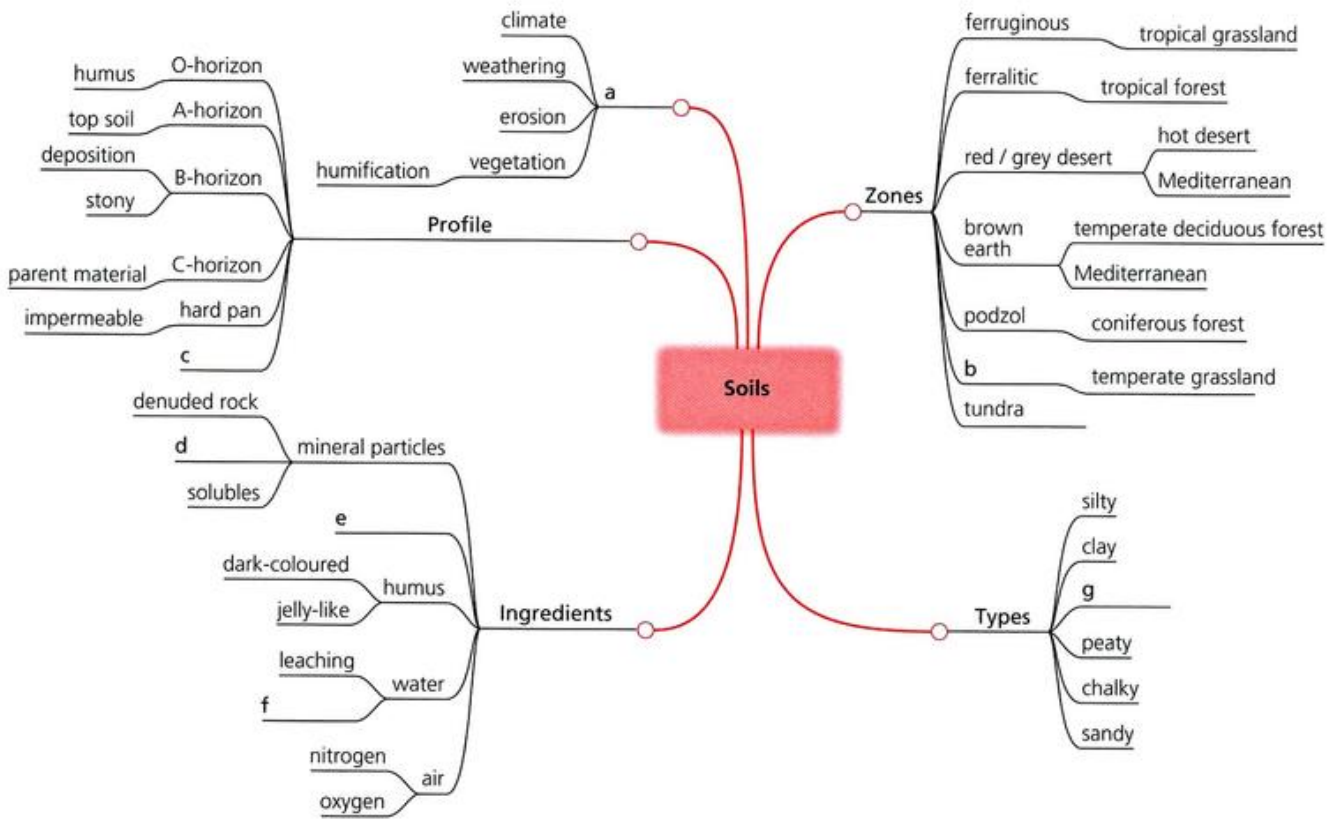 climate
weathering
a
erosion
vegetation
humification
O-horizon
humus
A-horizon
top soil
deposition
B-horizon
stony
Profile
C-horizon
parent material
hard pan
impermeable
c
ferruginous
tropical grassland
ferralitic
tropical forest
red / grey desert
hot desert
Mediterranean
Zones
brown
earth
temperate deciduous forest
Mediterranean
podzol
coniferous forest
b
temperate grassland
tundra
Soils
denuded rock
d
mineral particles
solubles
e
dark-coloured
humus
jelly-like
Ingredients
leaching
water
f
nitrogen
air
oxygen
silty
clay
g
Types
peaty
chalky
sandy